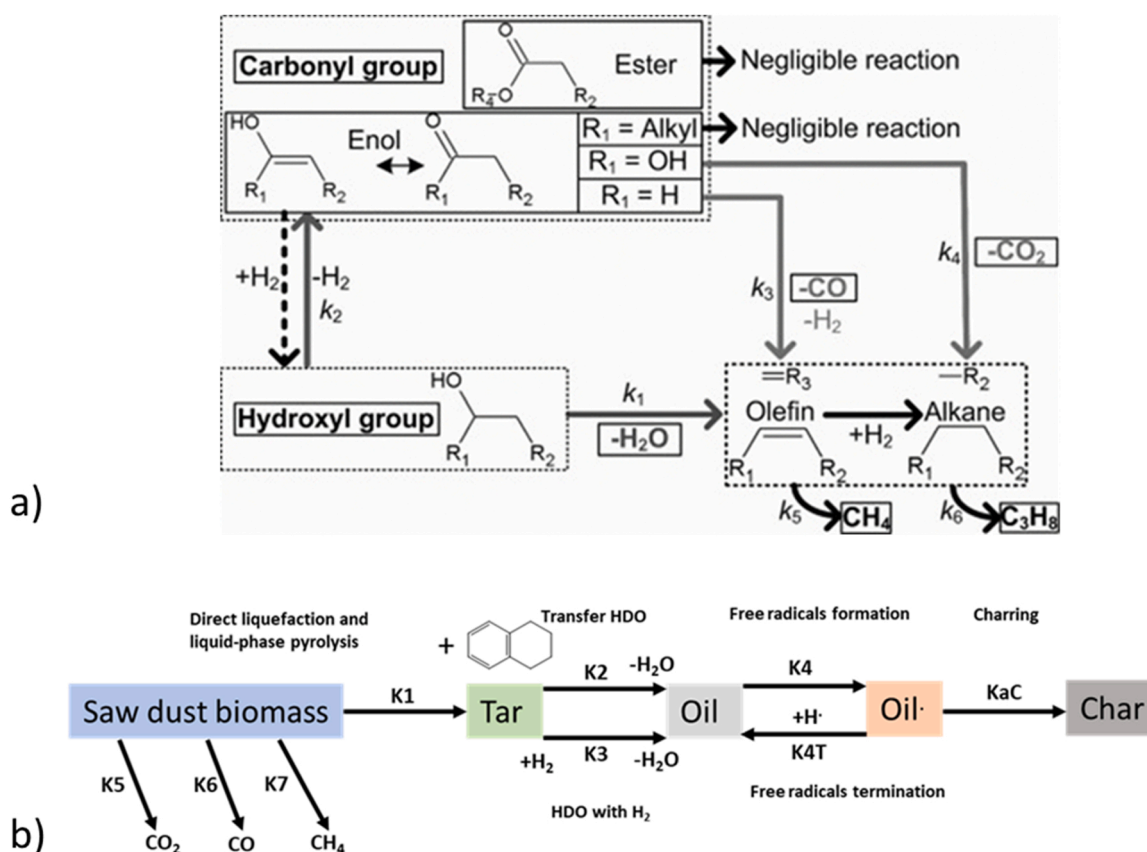 Carbonyl group
O
R4 O R2
Ester
Negligible reaction
HO
R1 R2
Enol
O
R1 R2
R1 = Alkyl
Negligible reaction
R1 = OH
R1 = H
+H2
-H2
k2
k3
-CO
-H2
k4
-CO2
Hydroxyl group
HO
R1 R2
k1
-H2O
=R3
—R2
Olefin
+H2
Alkane
R1 R2
R1 R2
k5
CH4
k6
C3H8
a)
Direct liquefaction and
liquid-phase pyrolysis
+
Transfer HDO
Free radicals formation
Charring
Saw dust biomass
K1
Tar
K2
-H2O
+H2
K3
-H2O
Oil
K4
+H·
K4T
Oil·
KaC
Char
HDO with H2
Free radicals termination
K5
K6
K7
CO2
CO
CH4
b)